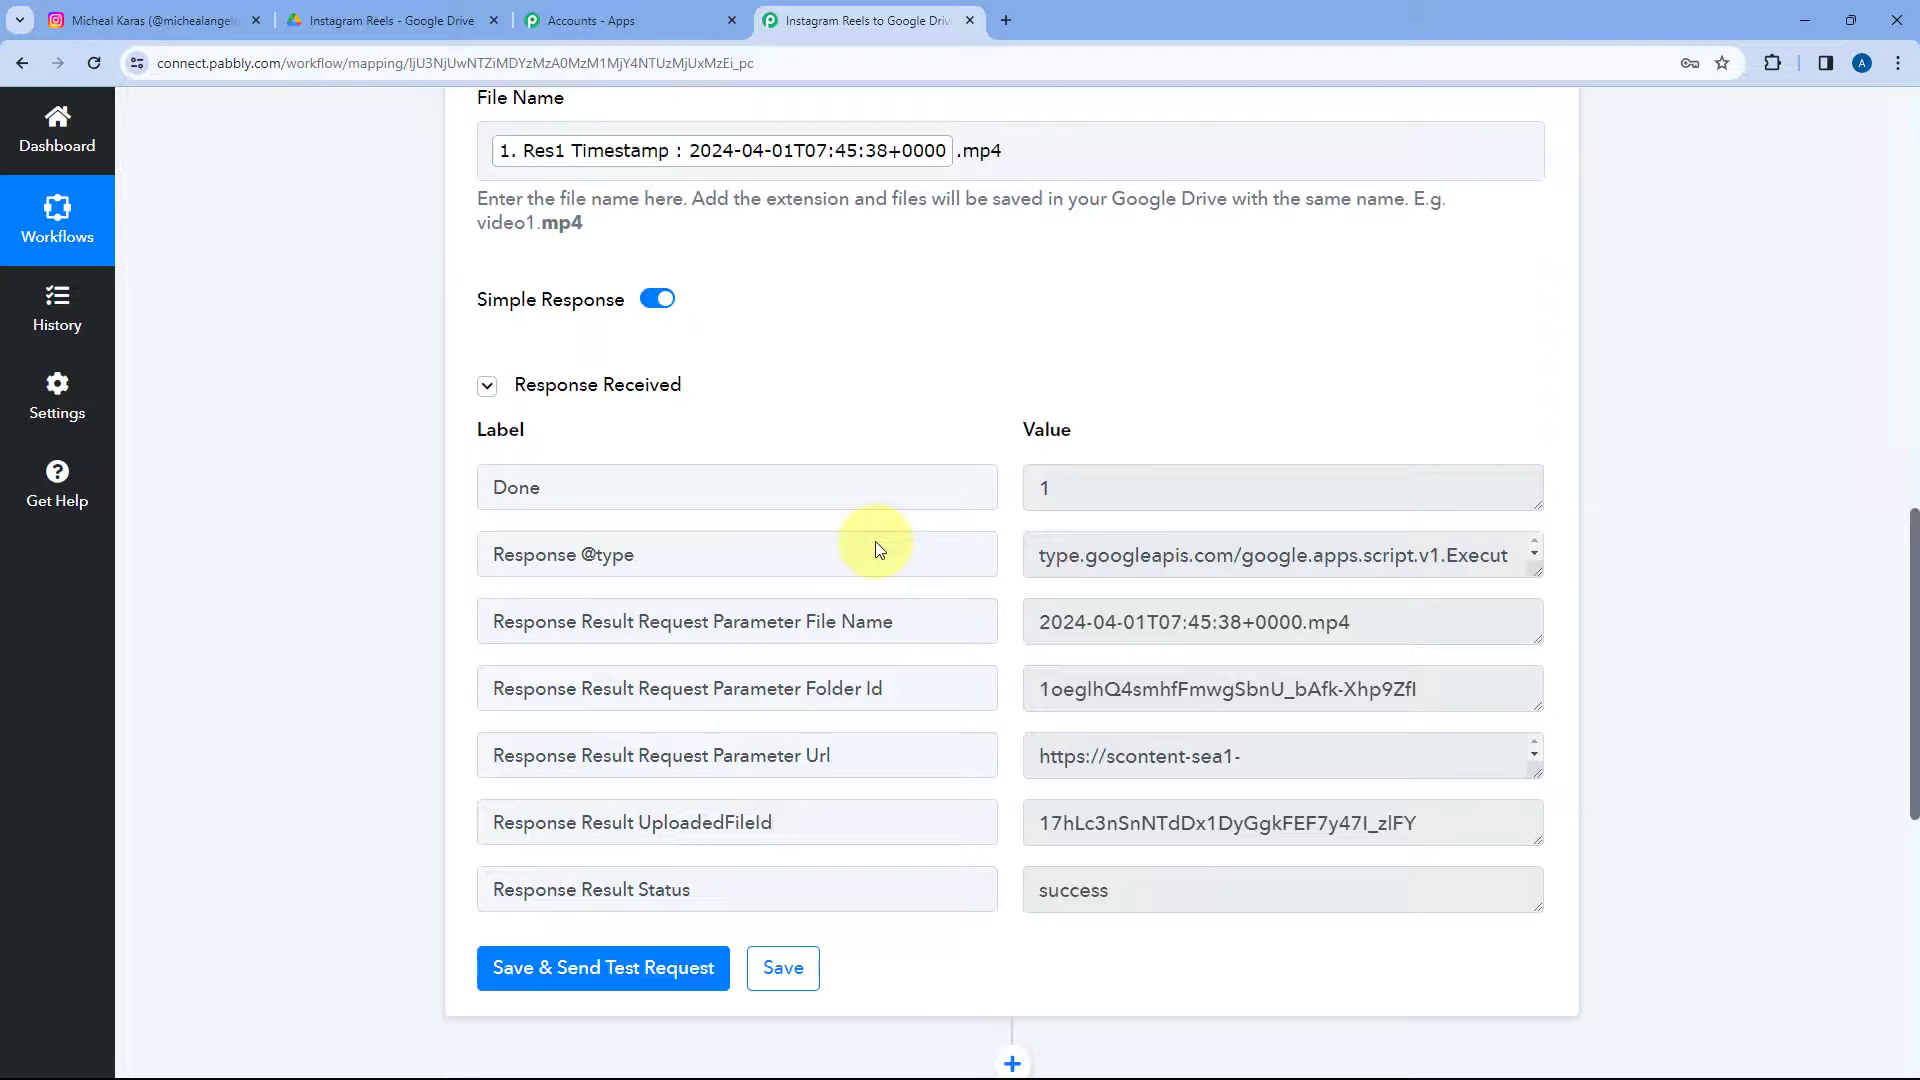 Micheal Karas (@michealangel
Instagram Reels - Google Drive
Accounts - Apps
Instagram Reels to Google Driv
connect.pabbly.com/workflow/mapping/IjU3NjUwNTZiMDYzMzA0MzM1MjY4NTUzMjUxMzEi_pc
A
Dashboard
Workflows
History
Settings
Get Help
File Name
1. Res1 Timestamp : 2024-04-01T07:45:38+0000 .mp4
Enter the file name here. Add the extension and files will be saved in your Google Drive with the same name. E.g.
video1.mp4
Simple Response
Response Received
Label Value
Done 1
Response @type type.googleapis.com/google.apps.script.v1.Execut
Response Result Request Parameter File Name 2024-04-01T07:45:38+0000.mp4
Response Result Request Parameter Folder Id 1oeglhQ4smhfFmwgSbnU_bAfk-Xhp9ZfI
Response Result Request Parameter Url https://scontent-sea1-
Response Result UploadedFileId 17hLc3nSnNTdDx1DyGgkFEF7y47I_zlFY
Response Result Status success
Save & Send Test Request Save